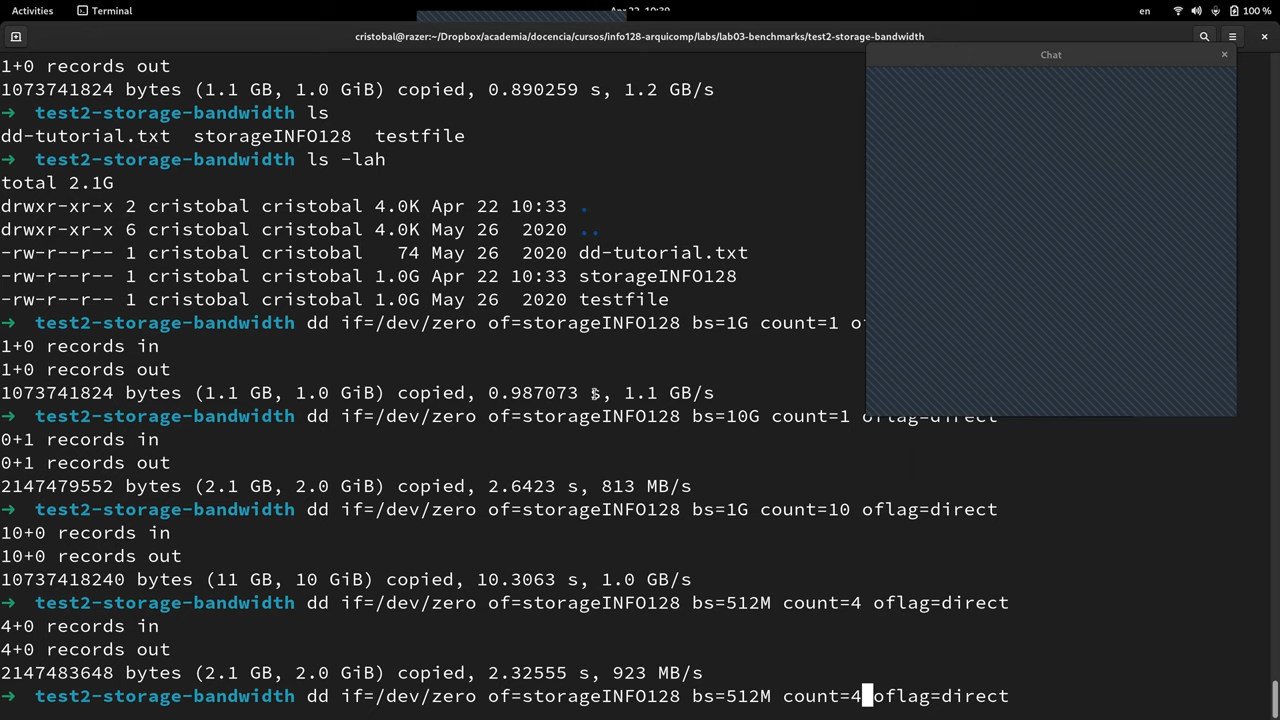 Activities Terminal Apr 22, 10:39 en 100 %
cristobal@razer:~/Dropbox/academia/docencia/cursos/info128-arquicomp/labs/lab03-benchmarks/test2-storage-bandwidth
Chat
1+0 records out
1073741824 bytes (1.1 GB, 1.0 GiB) copied, 0.890259 s, 1.2 GB/s
→ test2-storage-bandwidth ls
dd-tutorial.txt storageINFO128 testfile
→ test2-storage-bandwidth ls -lah
total 2.1G
drwxr-xr-x 2 cristobal cristobal 4.0K Apr 22 10:33 .
drwxr-xr-x 6 cristobal cristobal 4.0K May 26 2020 ..
-rw-r--r-- 1 cristobal cristobal 74 May 26 2020 dd-tutorial.txt
-rw-r--r-- 1 cristobal cristobal 1.0G Apr 22 10:33 storageINFO128
-rw-r--r-- 1 cristobal cristobal 1.0G May 26 2020 testfile
→ test2-storage-bandwidth dd if=/dev/zero of=storageINFO128 bs=1G count=1
1+0 records in
1+0 records out
1073741824 bytes (1.1 GB, 1.0 GiB) copied, 0.987073 s, 1.1 GB/s
→ test2-storage-bandwidth dd if=/dev/zero of=storageINFO128 bs=10G count=1 oflag=direct
0+1 records in
0+1 records out
2147479552 bytes (2.1 GB, 2.0 GiB) copied, 2.6423 s, 813 MB/s
→ test2-storage-bandwidth dd if=/dev/zero of=storageINFO128 bs=1G count=10 oflag=direct
10+0 records in
10+0 records out
10737418240 bytes (11 GB, 10 GiB) copied, 10.3063 s, 1.0 GB/s
→ test2-storage-bandwidth dd if=/dev/zero of=storageINFO128 bs=512M count=4 oflag=direct
4+0 records in
4+0 records out
2147483648 bytes (2.1 GB, 2.0 GiB) copied, 2.32555 s, 923 MB/s
→ test2-storage-bandwidth dd if=/dev/zero of=storageINFO128 bs=512M count=4 oflag=direct